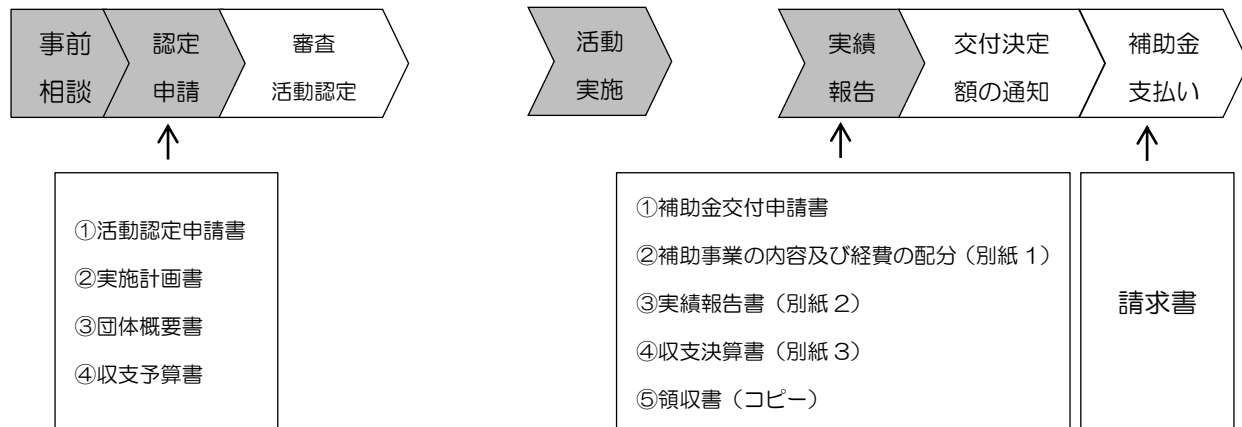 事前
相談
認定
申請
審査
活動認定
活動
実施
実績
報告
交付決定
額の通知
補助金
支払い
①活動認定申請書
②実施計画書
③団体概要書
④収支予算書
①補助金交付申請書
②補助事業の内容及び経費の配分（別紙1）
③実績報告書（別紙2）
④収支決算書（別紙3）
⑤領収書（コピー）
請求書